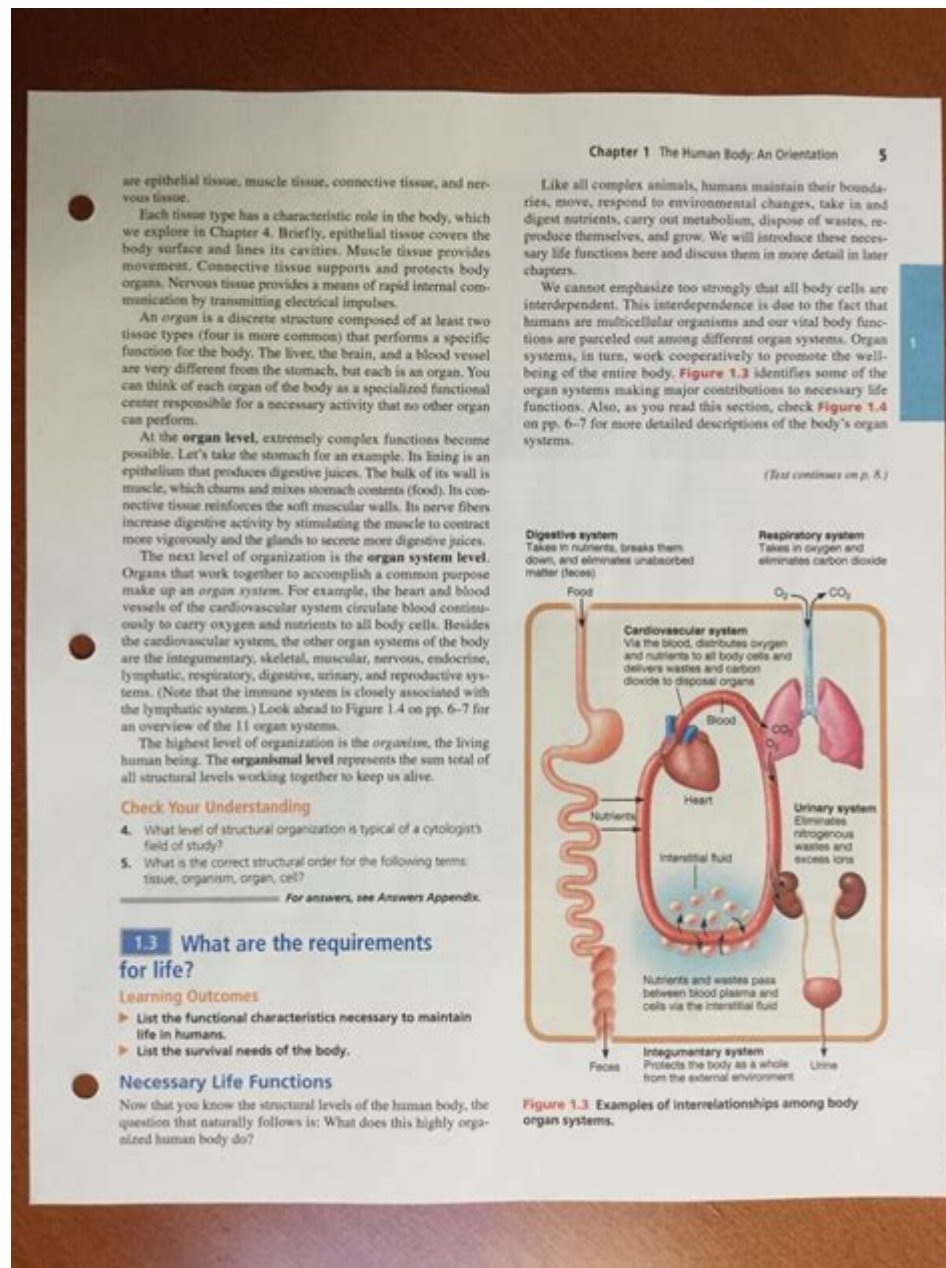 Chapter 1 The Human Body: An Orientation 5
are epithelial tissue, muscle tissue, connective tissue, and ner-
vous tissue.
Each tissue type has a characteristic role in the body, which
we explore in Chapter 4. Briefly, epithelial tissue covers the
body surface and lines its cavities. Muscle tissue provides
movement. Connective tissue supports and protects body
organs. Nervous tissue provides a means of rapid internal com-
munication by transmitting electrical impulses.
An organ is a discrete structure composed of at least two
tissue types (four is more common) that performs a specific
function for the body. The liver, the brain, and a blood vessel
are very different from the stomach, but each is an organ. You
can think of each organ of the body as a specialized functional
center responsible for a necessary activity that no other organ
can perform.
At the organ level, extremely complex functions become
possible. Let's take the stomach for an example. Its lining is an
epithelium that produces digestive juices. The bulk of its wall is
muscle, which churns and mixes stomach contents (food). Its con-
nective tissue reinforces the soft muscular walls. Its nerve fibers
increase digestive activity by stimulating the muscle to contract
more vigorously and the glands to secrete more digestive juices.
The next level of organization is the organ system level.
Organs that work together to accomplish a common purpose
make up an organ system. For example, the heart and blood
vessels of the cardiovascular system circulate blood continu-
ously to carry oxygen and nutrients to all body cells. Besides
the cardiovascular system, the other organ systems of the body
are the integumentary, skeletal, muscular, nervous, endocrine,
lymphatic, respiratory, digestive, urinary, and reproductive sys-
tems. (Note that the immune system is closely associated with
the lymphatic system.) Look ahead to Figure 1.4 on pp. 6–7 for
an overview of the 11 organ systems.
The highest level of organization is the organism, the living
human being. The organismal level represents the sum total of
all structural levels working together to keep us alive.
Check Your Understanding
4. What level of structural organization is typical of a cytologist's
field of study?
5. What is the correct structural order for the following terms:
tissue, organism, organ, cell?
For answers, see Answers Appendix.
1.3 What are the requirements
for life?
Learning Outcomes
▶ List the functional characteristics necessary to maintain
life in humans.
▶ List the survival needs of the body.
Necessary Life Functions
Now that you know the structural levels of the human body, the
question that naturally follows is: What does this highly orga-
nized human body do?
Like all complex animals, humans maintain their bounda-
ries, move, respond to environmental changes, take in and
digest nutrients, carry out metabolism, dispose of wastes, re-
produce themselves, and grow. We will introduce these neces-
sary life functions here and discuss them in more detail in later
chapters.
We cannot emphasize too strongly that all body cells are
interdependent. This interdependence is due to the fact that
humans are multicellular organisms and our vital body func-
tions are parceled out among different organ systems. Organ
systems, in turn, work cooperatively to promote the well-
being of the entire body. Figure 1.3 identifies some of the
organ systems making major contributions to necessary life
functions. Also, as you read this section, check Figure 1.4
on pp. 6–7 for more detailed descriptions of the body's organ
systems.
(Text continues on p. 8.)
1
Digestive system
Takes in nutrients, breaks them
down, and eliminates unabsorbed
matter (feces)
Respiratory system
Takes in oxygen and
eliminates carbon dioxide
Food
O₂
CO₂
Cardiovascular system
Via the blood, distributes oxygen
and nutrients to all body cells and
delivers wastes and carbon
dioxide to disposal organs
Blood
CO₂
O₂
Heart
Nutrients
Urinary system
Eliminates
nitrogenous
wastes and
excess ions
Interstitial fluid
Nutrients and wastes pass
between blood plasma and
cells via the interstitial fluid
Feces
Integumentary system
Protects the body as a whole
from the external environment
Urine
Figure 1.3 Examples of interrelationships among body
organ systems.